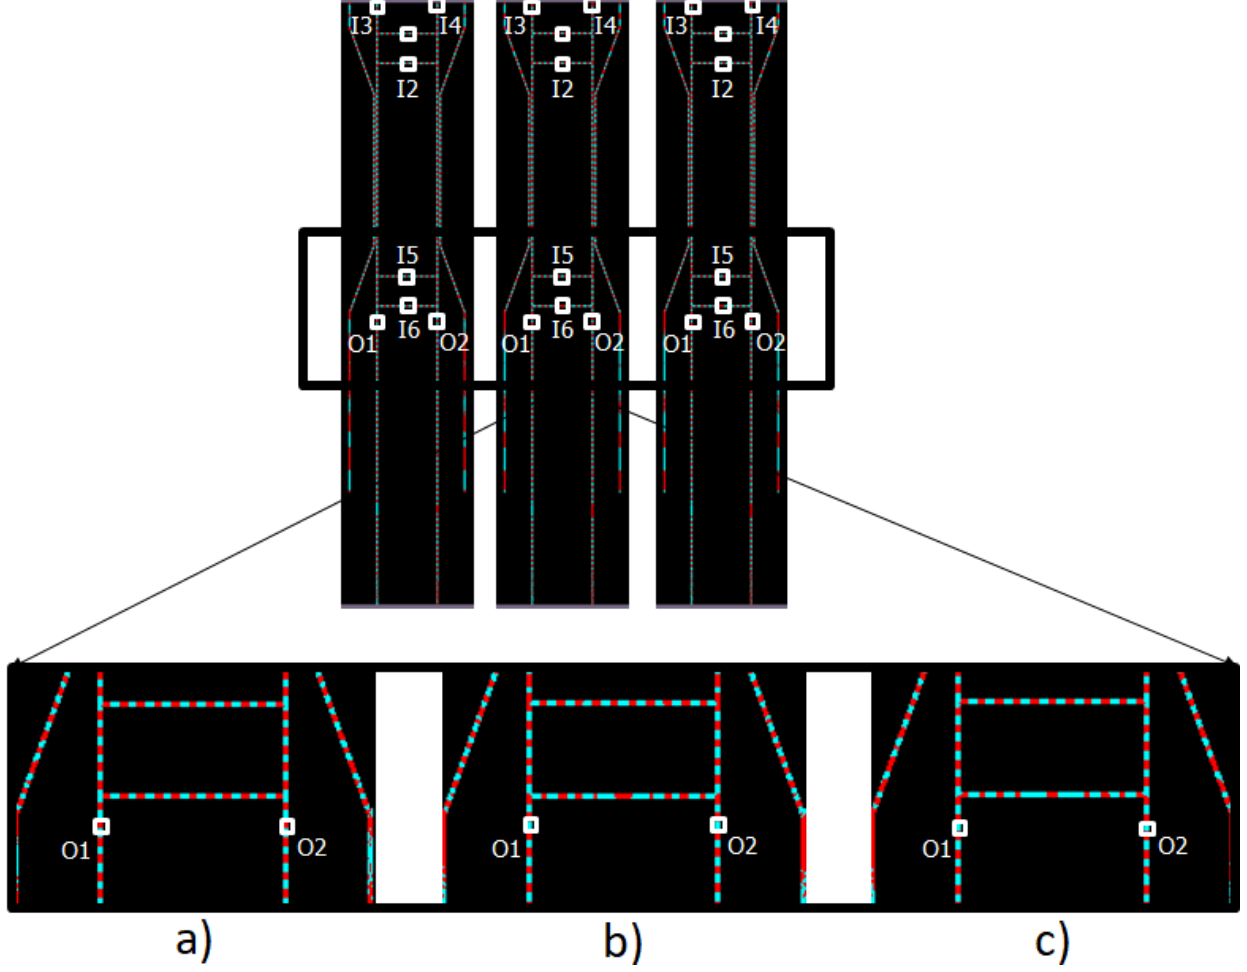 I3 I4 I3 I4 I3 I4
I2 I2 I2
I5 I5 I5
I6 I6 I6
O1 O2 O1 O2 O1 O2
O1 O2 O1 O2 O1 O2
a) b) c)